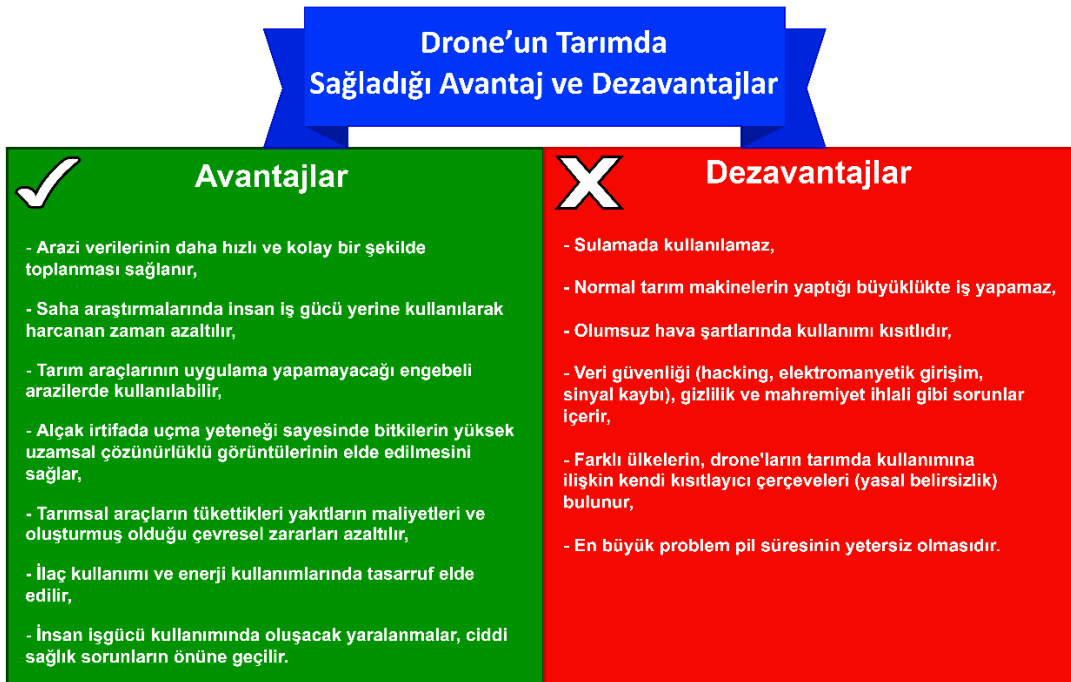 Drone’un Tarımda
Sağladığı Avantaj ve Dezavantajlar
Avantajlar
- Arazi verilerinin daha hızlı ve kolay bir şekilde
toplanması sağlanır,
- Saha araştırmalarında insan iş gücü yerine kullanılarak
harcanan zaman azaltılır,
- Tarım araçlarının uygulama yapamayacağı engebeli
arazilerde kullanılabilir,
- Alçak irtifada uçma yeteneği sayesinde bitkilerin yüksek
uzamsal çözünürlüklü görüntülerinin elde edilmesini
sağlar,
- Tarımsal araçların tükettikleri yakıtların maliyetleri ve
oluşturmuş olduğu çevresel zararları azaltılır,
- İlaç kullanımı ve enerji kullanımlarında tasarruf elde
edilir,
- İnsan işgücü kullanımında oluşacak yaralanmalar, ciddi
sağlık sorunların önüne geçilir.
Dezavantajlar
- Sulamada kullanılamaz,
- Normal tarım makinelerin yaptığı büyüklükte iş yapamaz,
- Olumsuz hava şartlarında kullanımı kısıtlıdır,
- Veri güvenliği (hacking, elektromanyetik girişim,
sinyal kaybı), gizlilik ve mahremiyet ihlali gibi sorunlar
içerir,
- Farklı ülkelerin, drone'ların tarımda kullanımına
ilişkin kendi kısıtlayıcı çerçeveleri (yasal belirsizlik)
bulunur,
- En büyük problem pil süresinin yetersiz olmasıdır.